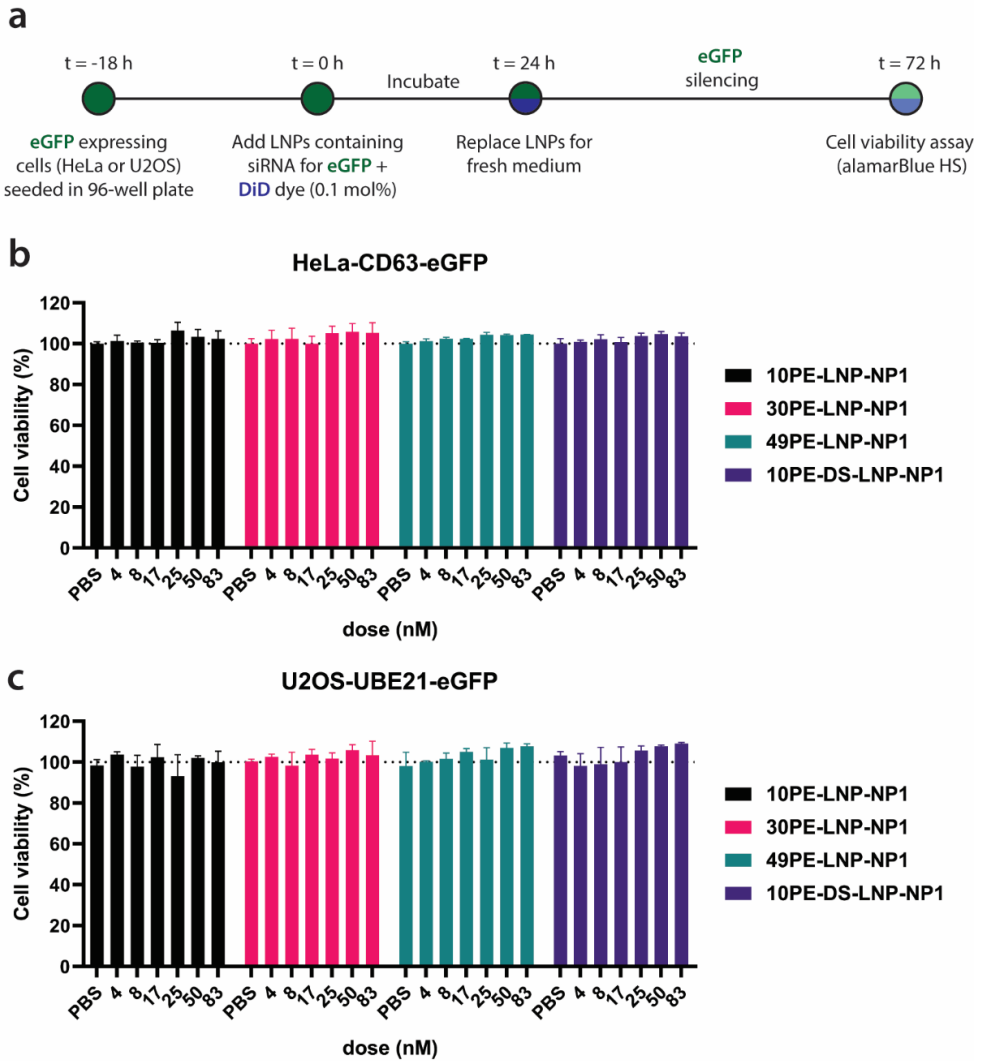 a
t = -18 h
t = 0 h
t = 24 h
t = 72 h
Incubate
eGFP
silencing
eGFP expressing
cells (HeLa or U2OS)
seeded in 96-well plate
Add LNPs containing
siRNA for eGFP +
DiD dye (0.1 mol%)
Replace LNPs for
fresh medium
Cell viability assay
(alamarBlue HS)
b
HeLa-CD63-eGFP
Cell viability (%)
120
100
80
60
40
20
0
PBS 4 8 17 25 50 83 PBS 4 8 17 25 50 83 PBS 4 8 17 25 50 83 PBS 4 8 17 25 50 83
dose (nM)
10PE-LNP-NP1
30PE-LNP-NP1
49PE-LNP-NP1
10PE-DS-LNP-NP1
c
U2OS-UBE21-eGFP
Cell viability (%)
120
100
80
60
40
20
0
PBS 4 8 17 25 50 83 PBS 4 8 17 25 50 83 PBS 4 8 17 25 50 83 PBS 4 8 17 25 50 83
dose (nM)
10PE-LNP-NP1
30PE-LNP-NP1
49PE-LNP-NP1
10PE-DS-LNP-NP1